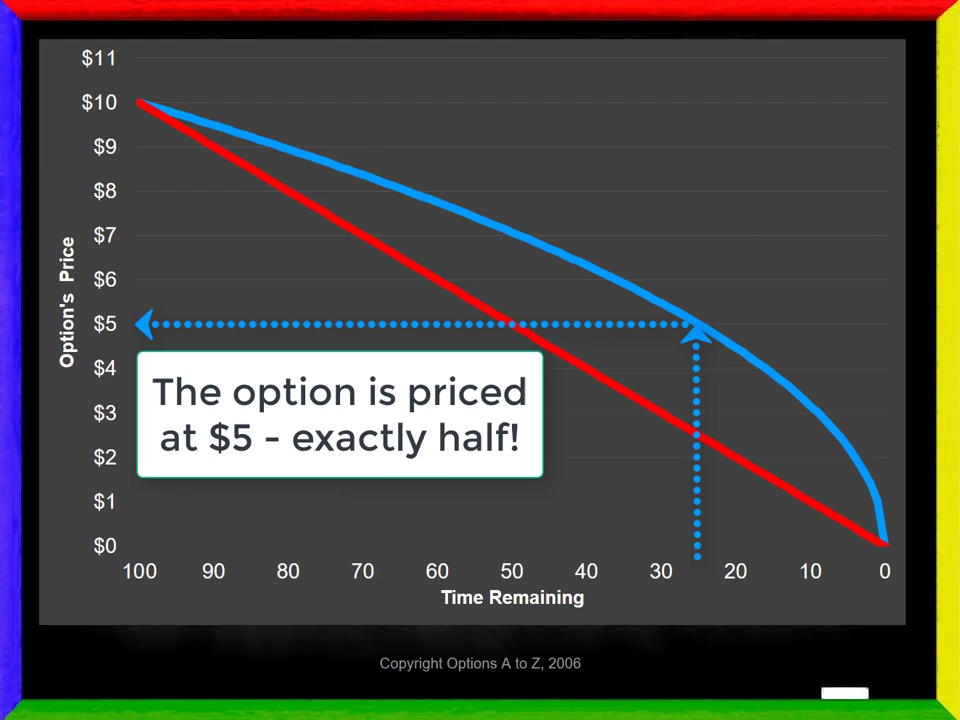 $11
$10
$9
$8
$7
$6
$5
$4
$3
$2
$1
$0
Option's Price
The option is priced
at $5 - exactly half!
100 90 80 70 60 50 40 30 20 10 0
Time Remaining
Copyright Options A to Z, 2006